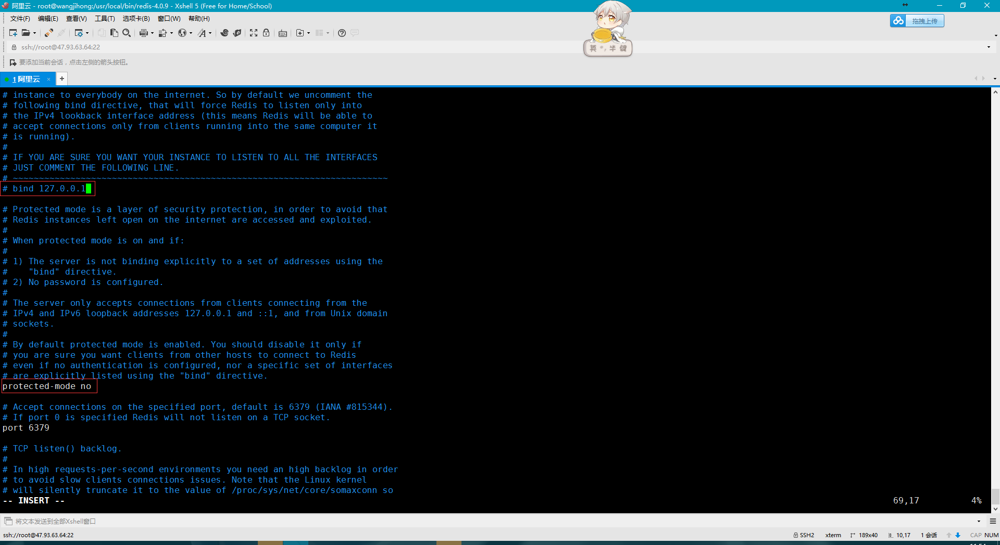 阿里云 - root@wangjihong:/usr/local/bin/redis-4.0.9 - Xshell 5 (Free for Home/School)
文件(F) 编辑(E) 查看(V) 工具(T) 选项卡(B) 窗口(W) 帮助(H)
拖拽上传
英 半 键
ssh://root@47.93.63.64:22
要添加当前会话，点击左侧的箭头按钮。
1 阿里云 × +
# instance to everybody on the internet. So by default we uncomment the
# following bind directive, that will force Redis to listen only into
# the IPv4 lookback interface address (this means Redis will be able to
# accept connections only from clients running into the same computer it
# is running).
#
# IF YOU ARE SURE YOU WANT YOUR INSTANCE TO LISTEN TO ALL THE INTERFACES
# JUST COMMENT THE FOLLOWING LINE.
# ~~~~~~~~~~~~~~~~~~~~~~~~~~~~~~~~~~~~~~~~~~~~~~~~~~~~~~~~~~~~~~~~~~~~~~~~
# bind 127.0.0.1
# Protected mode is a layer of security protection, in order to avoid that
# Redis instances left open on the internet are accessed and exploited.
#
# When protected mode is on and if:
#
# 1) The server is not binding explicitly to a set of addresses using the
#    "bind" directive.
# 2) No password is configured.
#
# The server only accepts connections from clients connecting from the
# IPv4 and IPv6 loopback addresses 127.0.0.1 and ::1, and from Unix domain
# sockets.
#
# By default protected mode is enabled. You should disable it only if
# you are sure you want clients from other hosts to connect to Redis
# even if no authentication is configured, nor a specific set of interfaces
# are explicitly listed using the "bind" directive.
protected-mode no
# Accept connections on the specified port, default is 6379 (IANA #815344).
# If port 0 is specified Redis will not listen on a TCP socket.
port 6379
# TCP listen() backlog.
#
# In high requests-per-second environments you need an high backlog in order
# to avoid slow clients connections issues. Note that the Linux kernel
# will silently truncate it to the value of /proc/sys/net/core/somaxconn so
-- INSERT -- 69,17 4%
将文本发送到全部Xshell窗口
ssh://root@47.93.63.64:22 SSH2 xterm 189x40 10,17 1 会话 CAP NUM